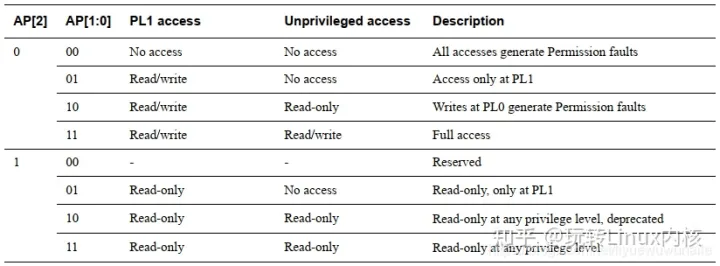 AP[2] AP[1:0] PL1 access Unprivileged access Description
0 00 No access No access All accesses generate Permission faults
01 Read/write No access Access only at PL1
10 Read/write Read-only Writes at PL0 generate Permission faults
11 Read/write Read/write Full access
1 00 - - Reserved
01 Read-only No access Read-only, only at PL1
10 Read-only Read-only Read-only at any privilege level, deprecated
11 Read-only Read-only Read-only at any privilege level
知乎 @玩转Linux内核